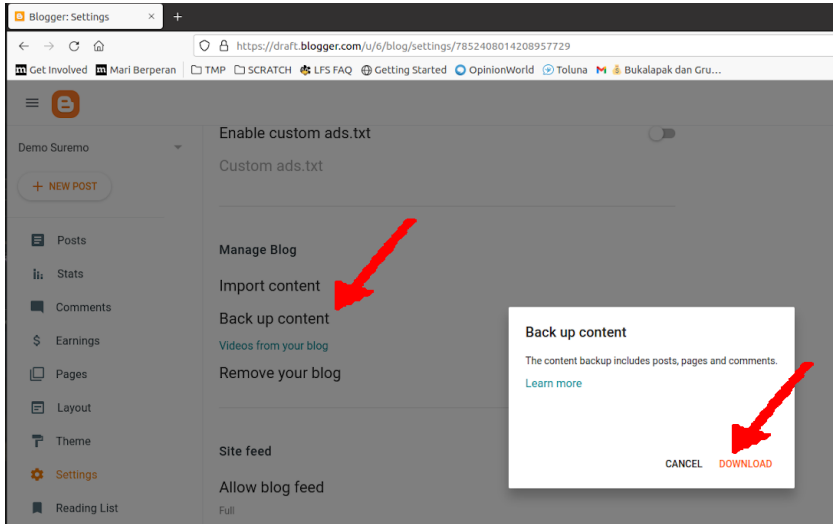 Blogger: Settings
https://draft.blogger.com/u/6/blog/settings/7852408014208957729
Get Involved Mari Berperan TMP SCRATCH LFS FAQ Getting Started OpinionWorld Toluna Bukalapak dan Gru...
Demo Suremo
NEW POST
Posts
Stats
Comments
Earnings
Pages
Layout
Theme
Settings
Reading List
Enable custom ads.txt
Custom ads.txt
Manage Blog
Import content
Back up content
Videos from your blog
Remove your blog
Site feed
Allow blog feed
Full
Back up content
The content backup includes posts, pages and comments.
Learn more
CANCEL DOWNLOAD